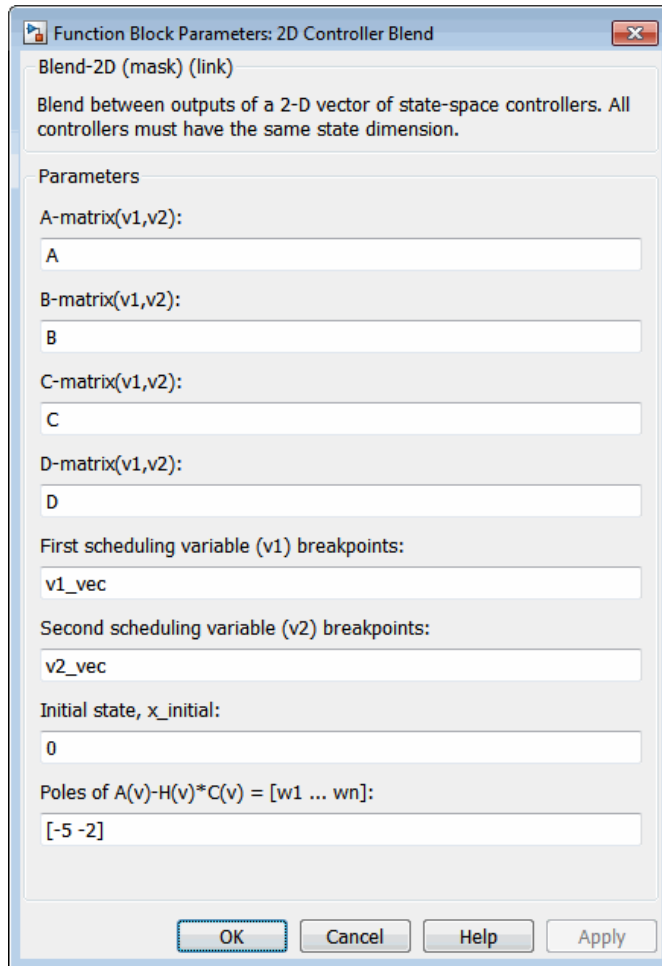 Function Block Parameters: 2D Controller Blend
Blend-2D (mask) (link)
Blend between outputs of a 2-D vector of state-space controllers. All
controllers must have the same state dimension.
Parameters
A-matrix(v1,v2):
A
B-matrix(v1,v2):
B
C-matrix(v1,v2):
C
D-matrix(v1,v2):
D
First scheduling variable (v1) breakpoints:
v1_vec
Second scheduling variable (v2) breakpoints:
v2_vec
Initial state, x_initial:
0
Poles of A(v)-H(v)*C(v) = [w1 ... wn]:
[-5 -2]
OK Cancel Help Apply